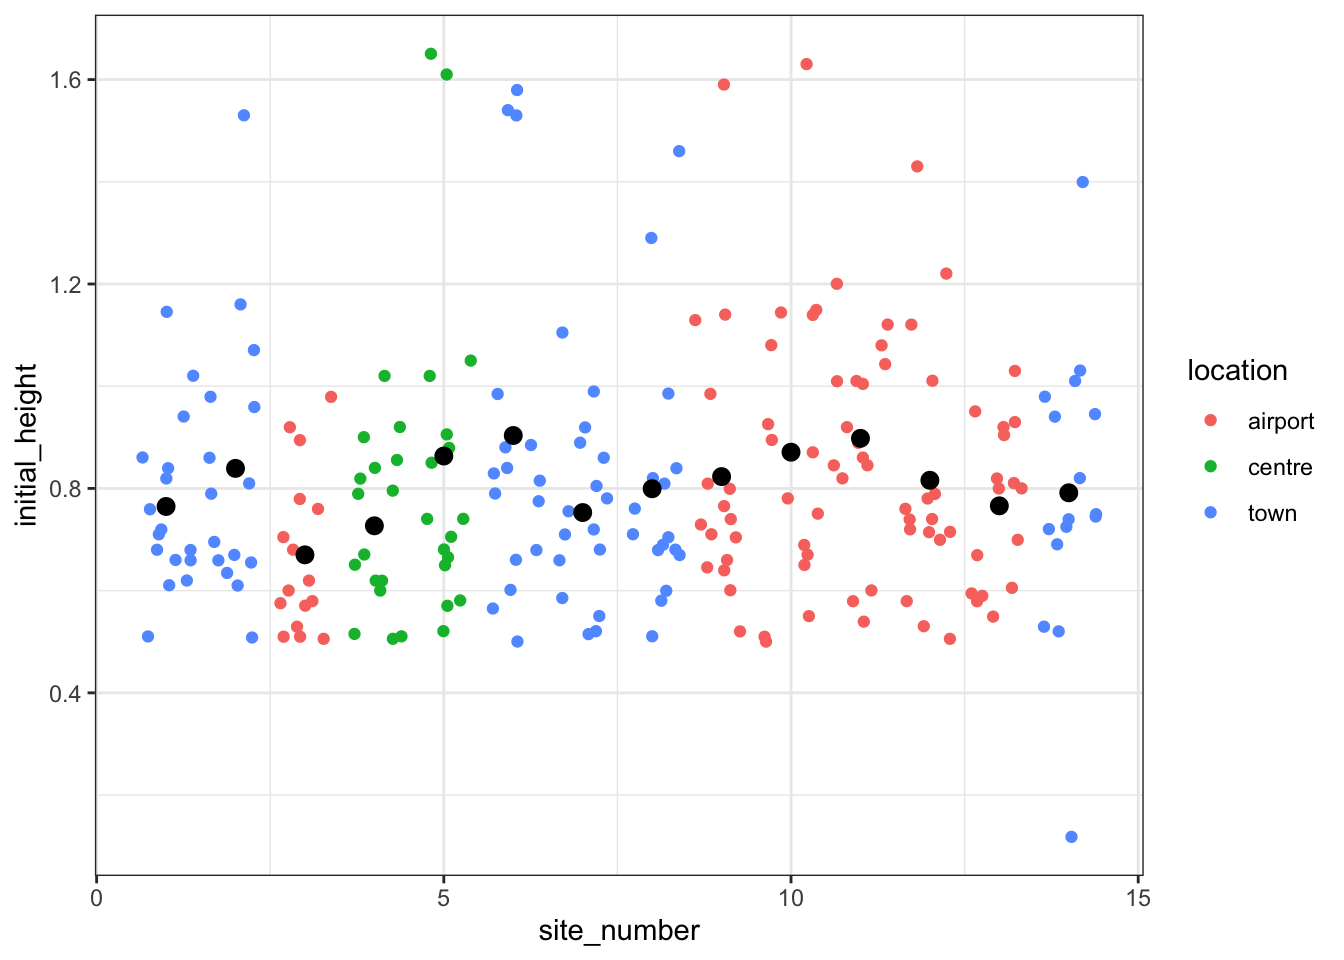 1.6
1.2
0.8
0.4
initial_height
0
5
10
15
site_number
location
airport
centre
town